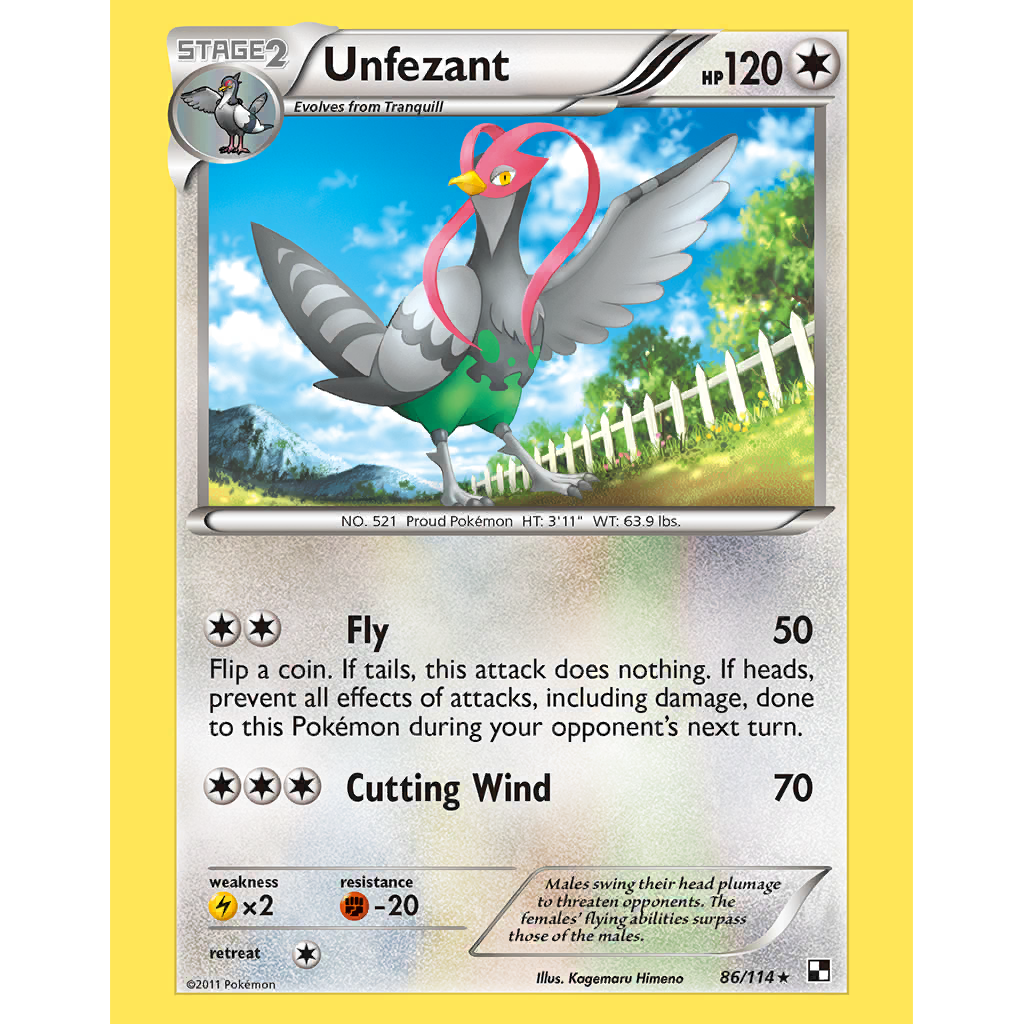 STAGE2
Unfezant
HP120
Evolves from Tranquill
NO. 521 Proud Pokémon HT: 3'11" WT: 63.9 lbs.
Fly 50
Flip a coin. If tails, this attack does nothing. If heads,
prevent all effects of attacks, including damage, done
to this Pokémon during your opponent's next turn.
Cutting Wind 70
weakness
×2
resistance
-20
retreat
Males swing their head plumage
to threaten opponents. The
females' flying abilities surpass
those of the males.
©2011 Pokémon
Illus. Kagemaru Himeno
86/114★